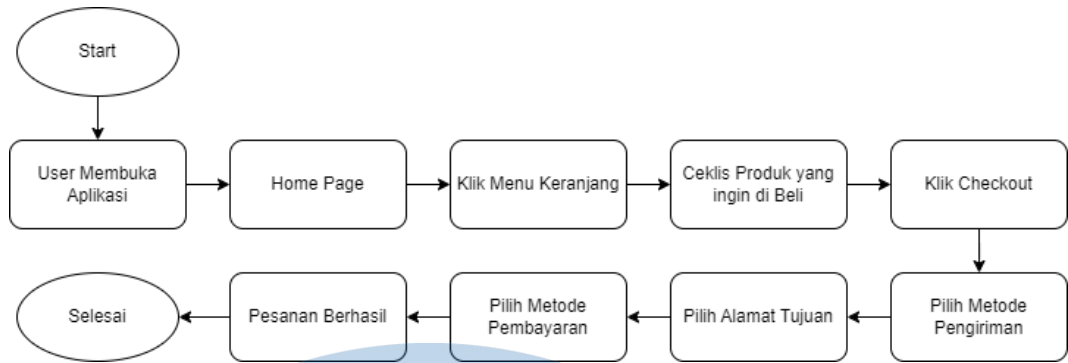 Start
User Membuka
Aplikasi
Home Page
Klik Menu Keranjang
Ceklis Produk yang
ingin di Beli
Klik Checkout
Pilih Metode
Pengiriman
Pilih Alamat Tujuan
Pilih Metode
Pembayaran
Pesanan Berhasil
Selesai